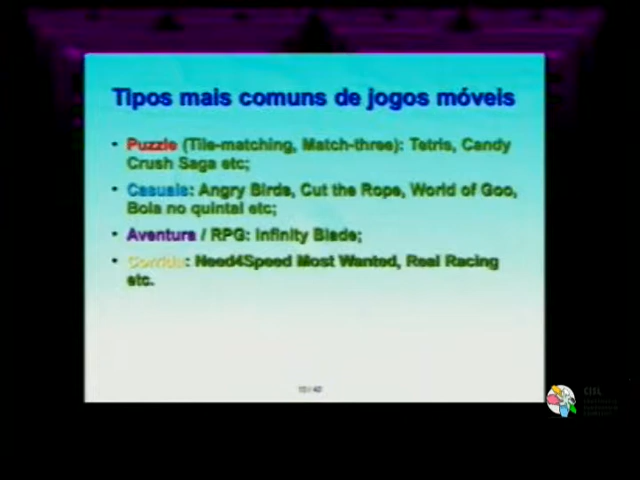 Tipos mais comuns de jogos móveis
• Puzzle (Tile-matching, Match-three): Tetris, Candy
Crush Saga etc;
• Casuais: Angry Birds, Cut the Rope, World of Goo,
Bola no quintal etc;
• Aventura / RPG: Infinity Blade;
• Corrida: Need4Speed Most Wanted, Real Racing
etc.
CISL